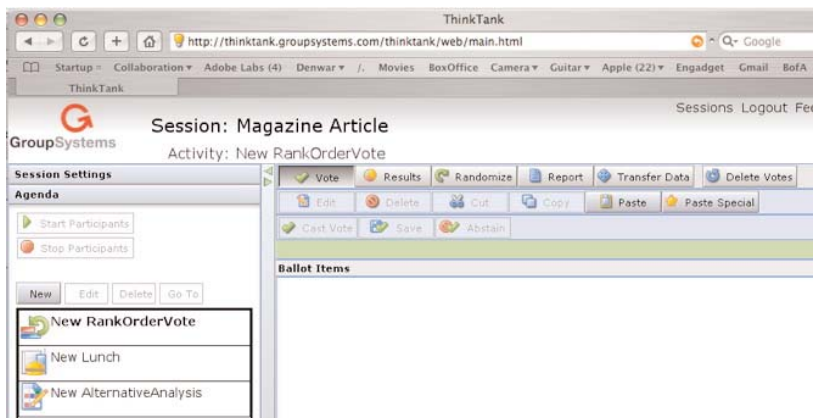 ThinkTank
http://thinktank.groupsystems.com/thinktank/web/main.html
Google
Startup Collaboration Adobe Labs (4) Denwar /. Movies BoxOffice Camera Guitar Apple (22) Engadget Gmail BofA
ThinkTank
Sessions Logout Fee
GroupSystems
Session: Magazine Article
Activity: New RankOrderVote
Session Settings
Vote Results Randomize Report Transfer Data Delete Votes
Agenda
Edit Delete Cut Copy Paste Paste Special
Start Participants
Cast Vote Save Abstain
Stop Participants
Ballot Items
New Edit Delete Go To
New RankOrderVote
New Lunch
New AlternativeAnalysis